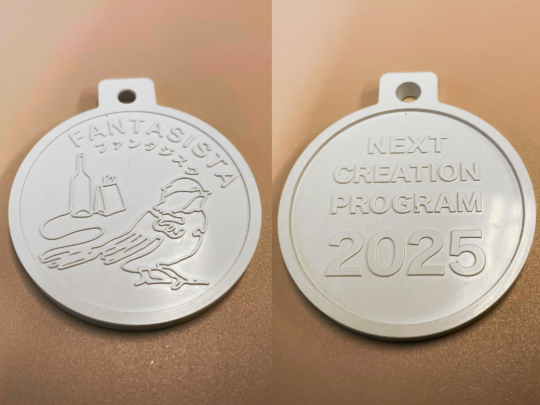 FANTASISTA
ファンタジスタ
NEXT
CREATION
PROGRAM
2025